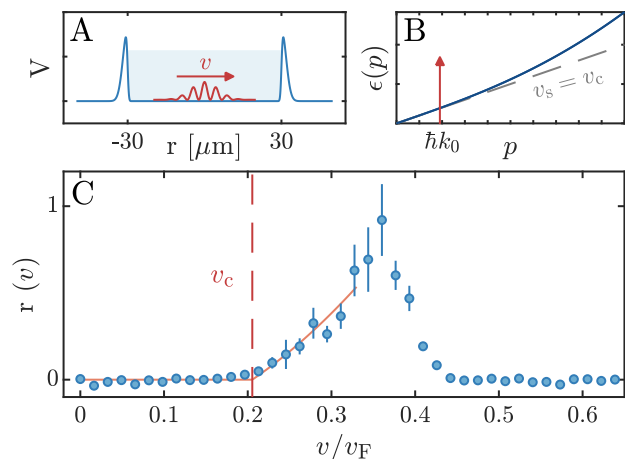 A
V
v
-30
30
r [μm]
B
ϵ(p)
v_s = v_c
ħk_0
p
C
1
0
r (v)
v_c
0
0.1
0.2
0.3
0.4
0.5
0.6
v/v_F